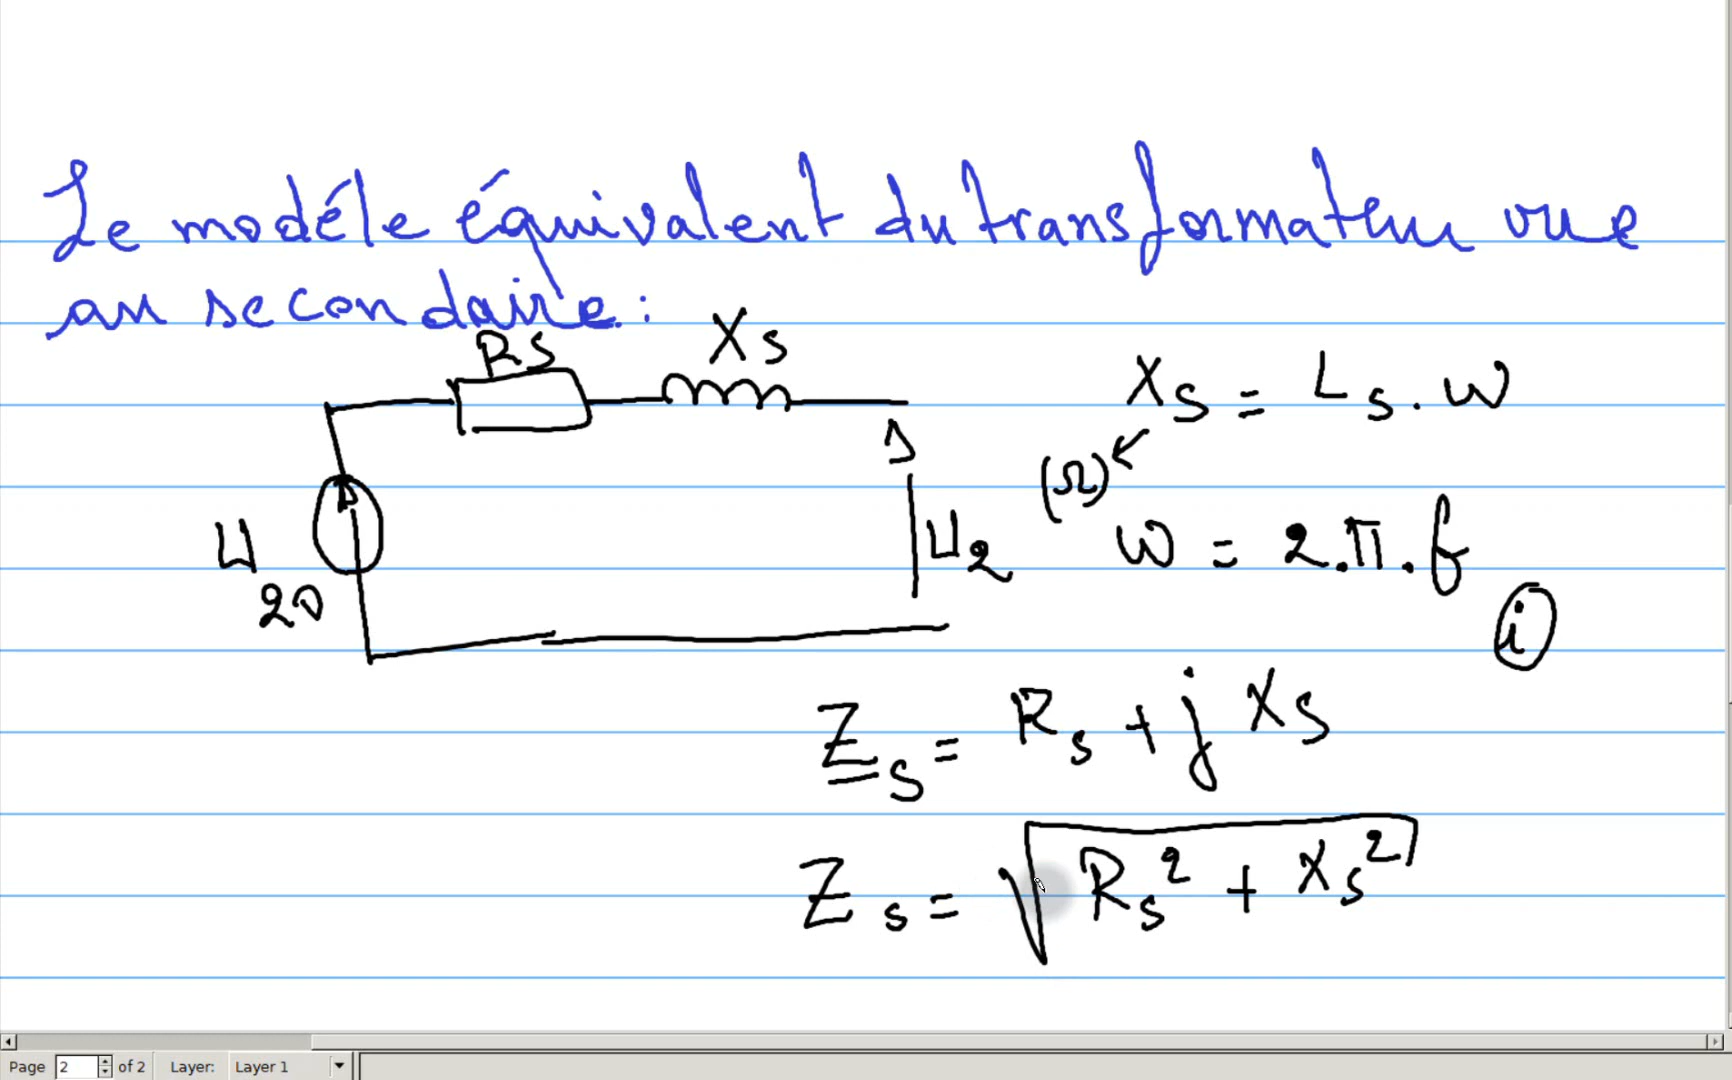 Le modéle équivalent du transformateur vue
au secondaire :
Rs
Xs
U20
U2
Xs = Ls . w
(Ω)
w = 2.π.f
i
Zs = Rs + j Xs
Zs = √(Rs² + Xs²)
Page 2 of 2 Layer: Layer 1